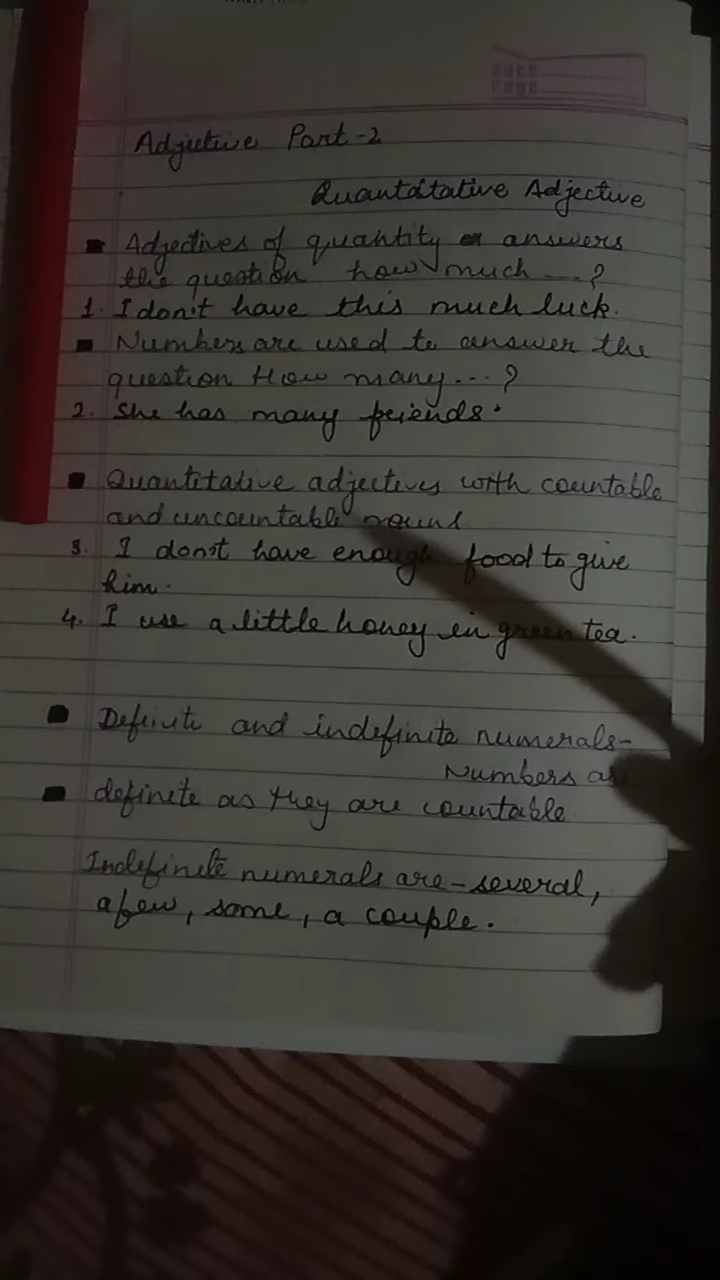 Date
Page
Adjective Part-2
Quantitative Adjective
Adjectives of quantity answers
the question how much ....?
1. I don't have this much luck.
Numbers are used to answer the
question How many....?
2. She has many friends.
Quantitative adjectives with countable
and uncountable nouns
3. I don't have enough food to give
him.
4. I use a little honey in green tea.
Definite and indefinite numerals-
Numbers
definite as they are countable
Indefinite numerals are-several,
a few, some, a couple.